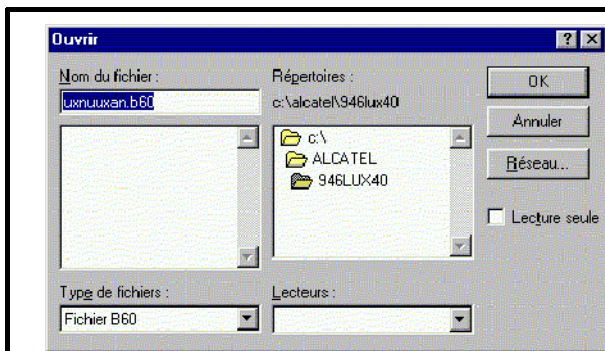 Ouvrir
Nom du fichier :
uxnuuxan.b60
Répertoires :
c:\alcatel\946lux40
c:\
ALCATEL
946LUX40
OK
Annuler
Réseau...
Lecture seule
Type de fichiers :
Fichier B60
Lecteurs :